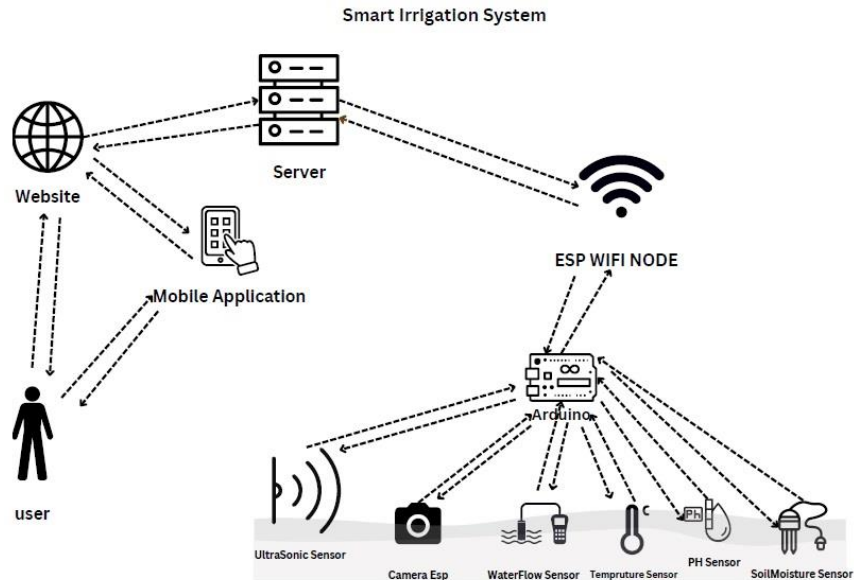 Smart Irrigation System
Server
Website
ESP WIFI NODE
Mobile Application
Arduino
user
UltraSonic Sensor
Camera Esp
WaterFlow Sensor
C
Tempruture Sensor
Ph
PH Sensor
SoilMoisture Sensor